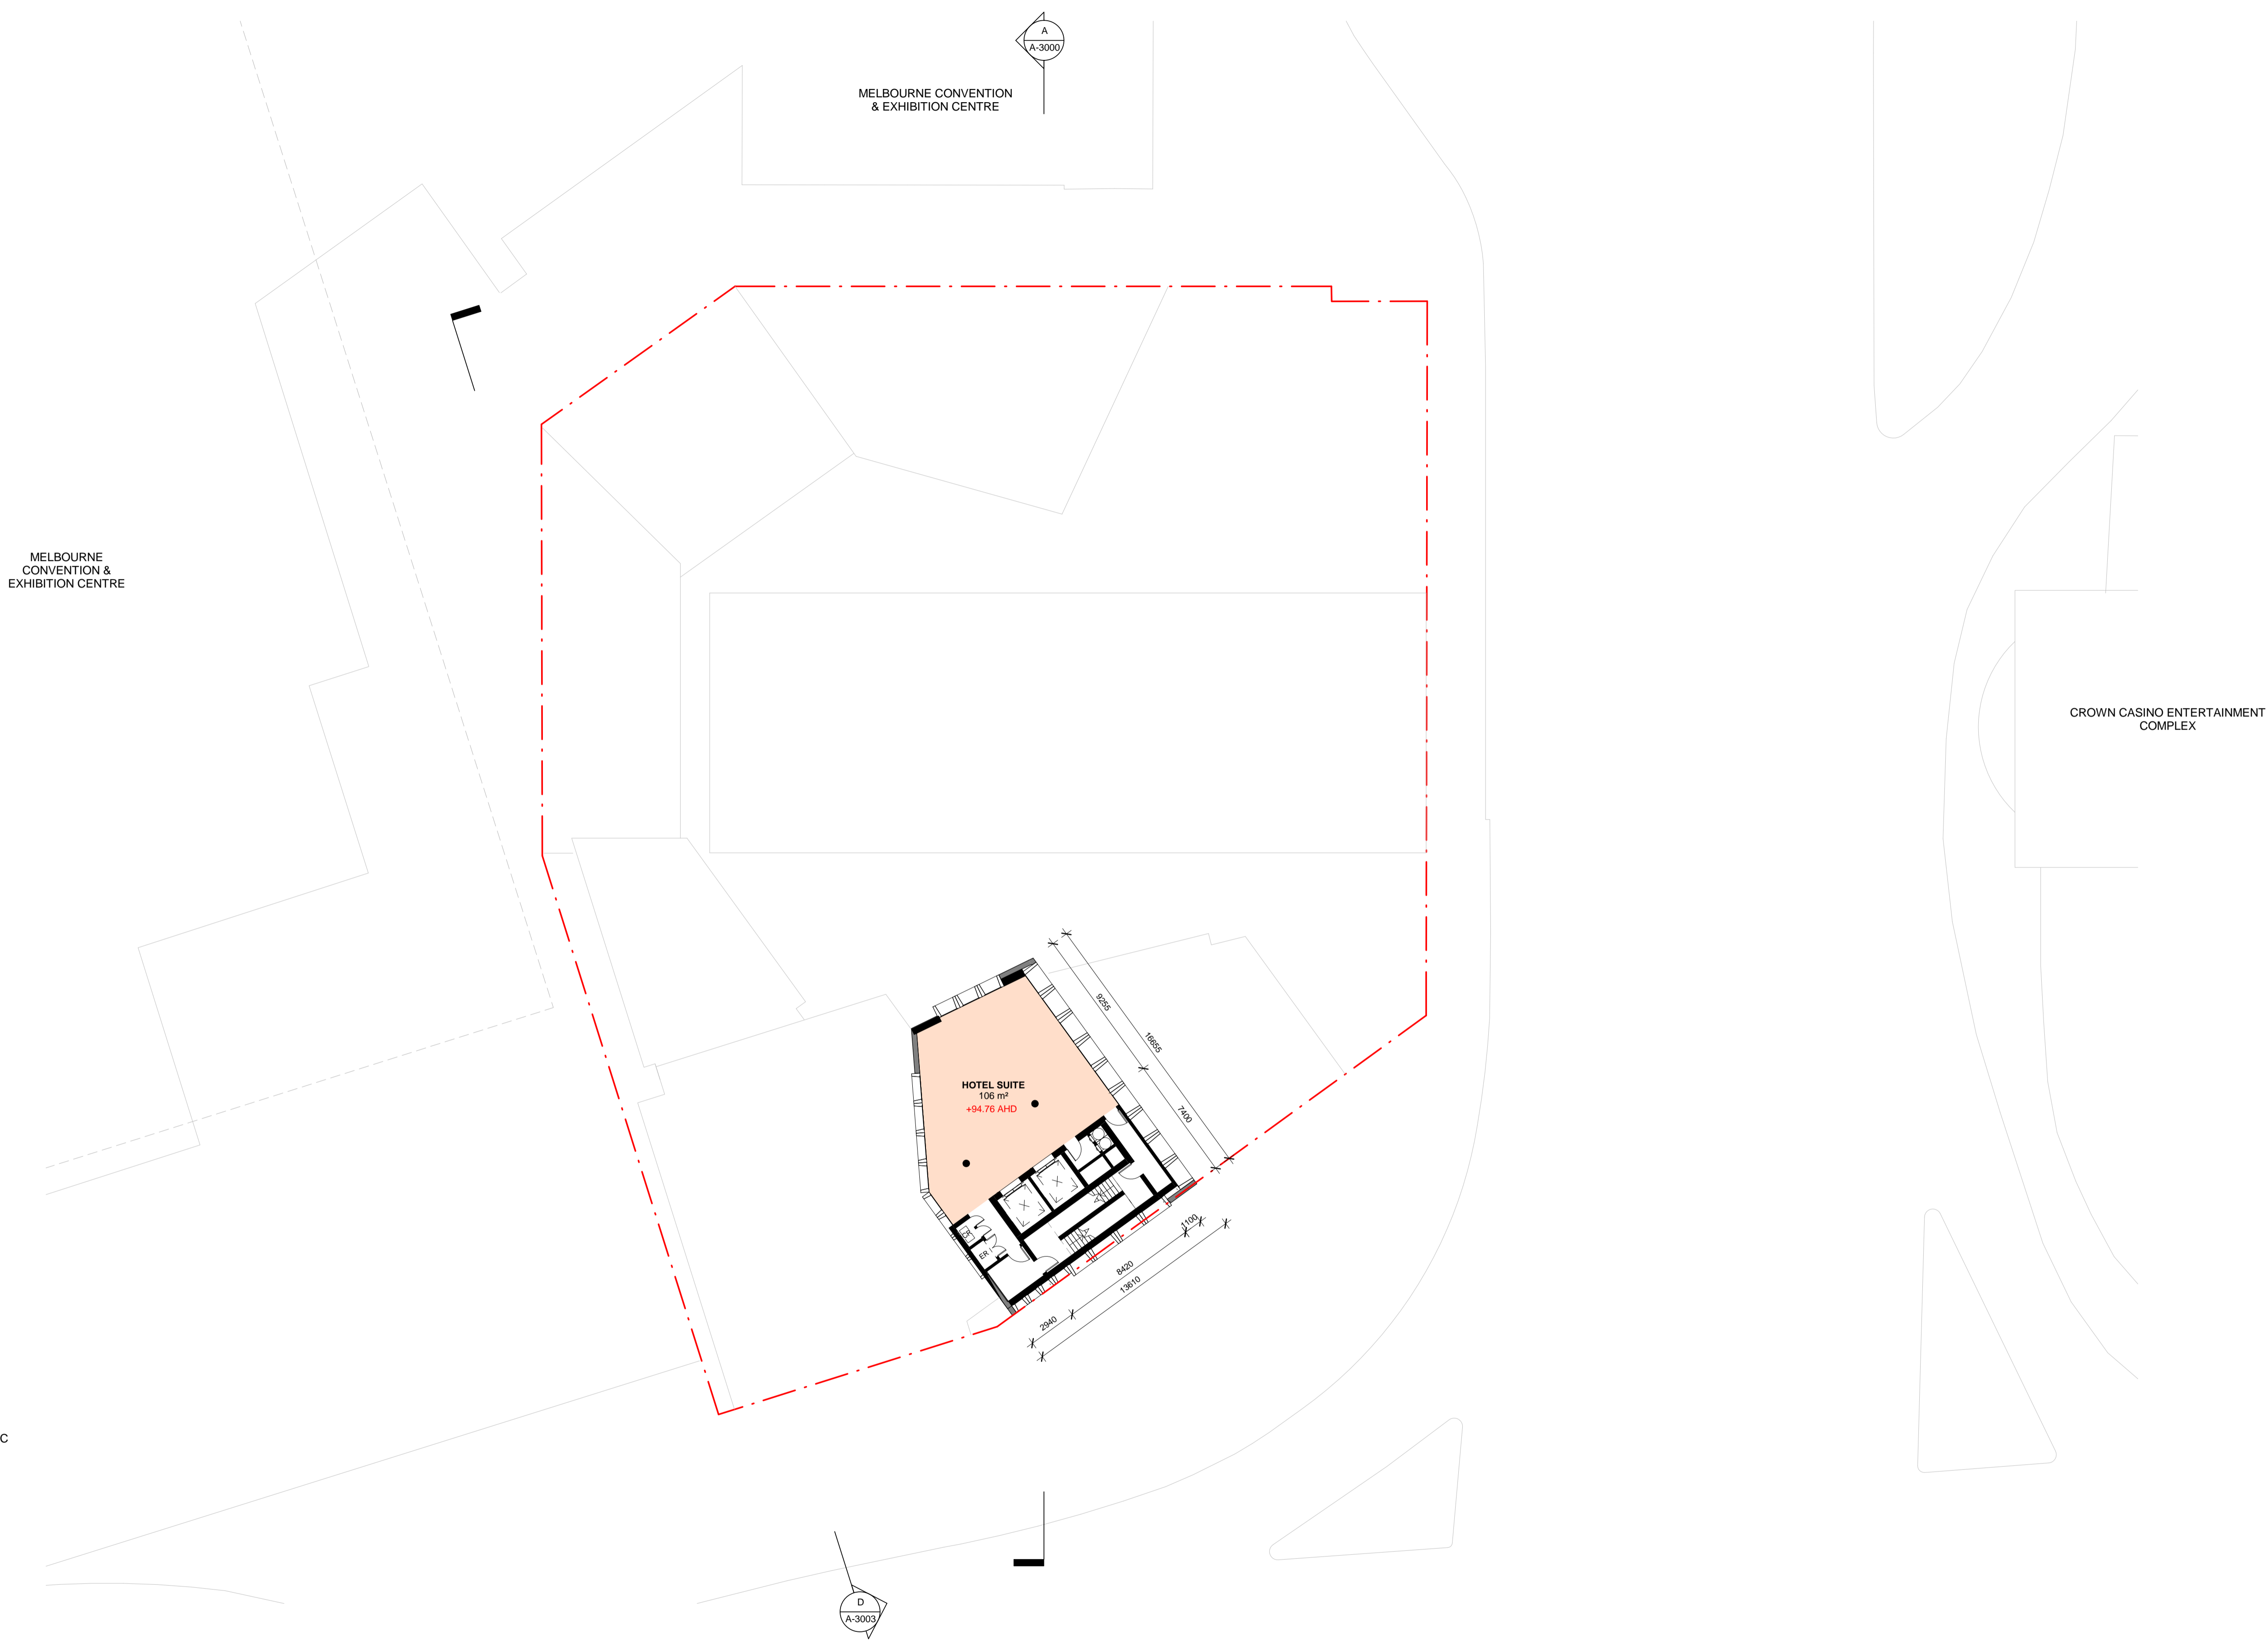 A
A-3000
MELBOURNE CONVENTION
& EXHIBITION CENTRE
MELBOURNE
CONVENTION &
EXHIBITION CENTRE
CROWN CASINO ENTERTAINMENT
COMPLEX
9255
16655
7400
HOTEL SUITE
106 m²
+94.76 AHD
CR
ER
1100
8420
13610
2940
C
D
A-3003